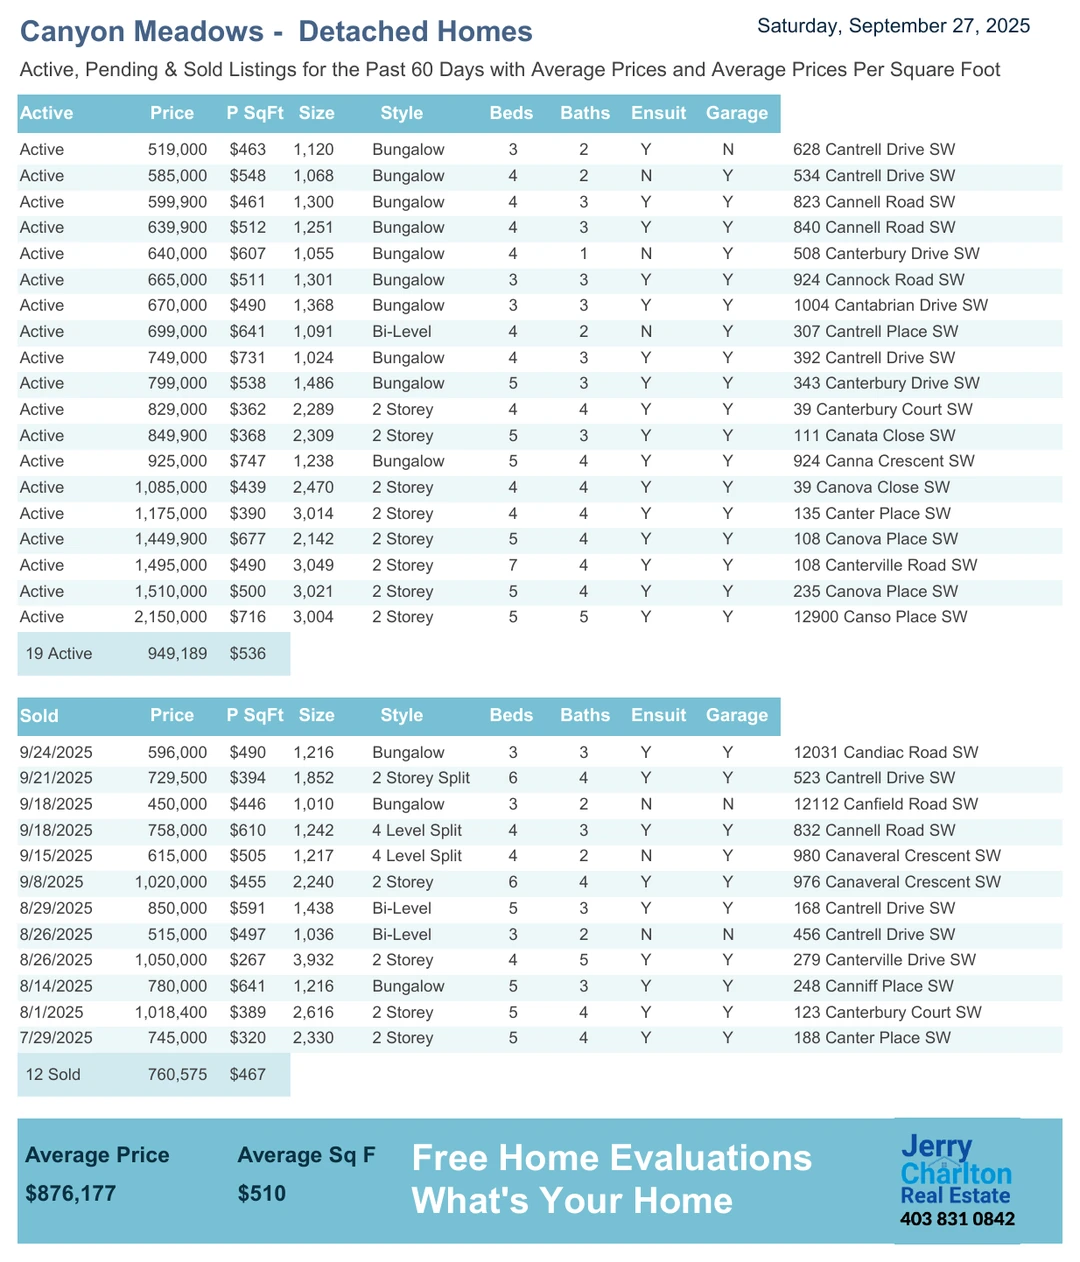 Canyon Meadows -  Detached Homes
Saturday, September 27, 2025
Active, Pending & Sold Listings for the Past 60 Days with Average Prices and Average Prices Per Square Foot
Active Price P SqFt Size Style Beds Baths Ensuit Garage
Active 519,000 $463 1,120 Bungalow 3 2 Y N 628 Cantrell Drive SW
Active 585,000 $548 1,068 Bungalow 4 2 N Y 534 Cantrell Drive SW
Active 599,900 $461 1,300 Bungalow 4 3 Y Y 823 Cannell Road SW
Active 639,900 $512 1,251 Bungalow 4 3 Y Y 840 Cannell Road SW
Active 640,000 $607 1,055 Bungalow 4 1 N Y 508 Canterbury Drive SW
Active 665,000 $511 1,301 Bungalow 3 3 Y Y 924 Cannock Road SW
Active 670,000 $490 1,368 Bungalow 3 3 Y Y 1004 Cantabrian Drive SW
Active 699,000 $641 1,091 Bi-Level 4 2 N Y 307 Cantrell Place SW
Active 749,000 $731 1,024 Bungalow 4 3 Y Y 392 Cantrell Drive SW
Active 799,000 $538 1,486 Bungalow 5 3 Y Y 343 Canterbury Drive SW
Active 829,000 $362 2,289 2 Storey 4 4 Y Y 39 Canterbury Court SW
Active 849,900 $368 2,309 2 Storey 5 3 Y Y 111 Canata Close SW
Active 925,000 $747 1,238 Bungalow 5 4 Y Y 924 Canna Crescent SW
Active 1,085,000 $439 2,470 2 Storey 4 4 Y Y 39 Canova Close SW
Active 1,175,000 $390 3,014 2 Storey 4 4 Y Y 135 Canter Place SW
Active 1,449,900 $677 2,142 2 Storey 5 4 Y Y 108 Canova Place SW
Active 1,495,000 $490 3,049 2 Storey 7 4 Y Y 108 Canterville Road SW
Active 1,510,000 $500 3,021 2 Storey 5 4 Y Y 235 Canova Place SW
Active 2,150,000 $716 3,004 2 Storey 5 5 Y Y 12900 Canso Place SW
19 Active 949,189 $536
Sold Price P SqFt Size Style Beds Baths Ensuit Garage
9/24/2025 596,000 $490 1,216 Bungalow 3 3 Y Y 12031 Candiac Road SW
9/21/2025 729,500 $394 1,852 2 Storey Split 6 4 Y Y 523 Cantrell Drive SW
9/18/2025 450,000 $446 1,010 Bungalow 3 2 N N 12112 Canfield Road SW
9/18/2025 758,000 $610 1,242 4 Level Split 4 3 Y Y 832 Cannell Road SW
9/15/2025 615,000 $505 1,217 4 Level Split 4 2 N Y 980 Canaveral Crescent SW
9/8/2025 1,020,000 $455 2,240 2 Storey 6 4 Y Y 976 Canaveral Crescent SW
8/29/2025 850,000 $591 1,438 Bi-Level 5 3 Y Y 168 Cantrell Drive SW
8/26/2025 515,000 $497 1,036 Bi-Level 3 2 N N 456 Cantrell Drive SW
8/26/2025 1,050,000 $267 3,932 2 Storey 4 5 Y Y 279 Canterville Drive SW
8/14/2025 780,000 $641 1,216 Bungalow 5 3 Y Y 248 Canniff Place SW
8/1/2025 1,018,400 $389 2,616 2 Storey 5 4 Y Y 123 Canterbury Court SW
7/29/2025 745,000 $320 2,330 2 Storey 5 4 Y Y 188 Canter Place SW
12 Sold 760,575 $467
Average Price Average Sq F
$876,177 $510
Free Home Evaluations
What's Your Home
Jerry
Charlton
Real Estate
403 831 0842